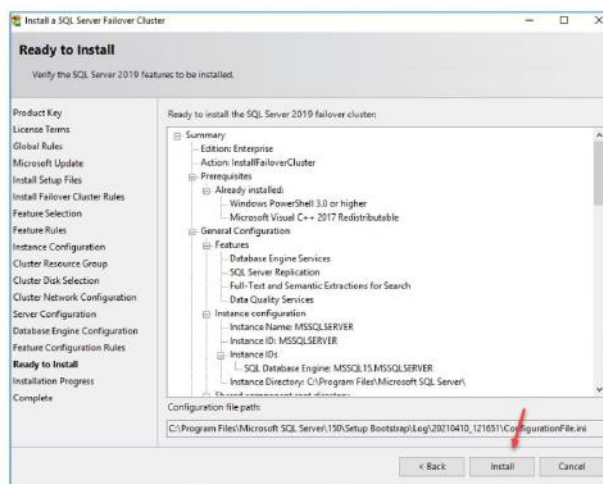 Install a SQL Server Failover Cluster
Ready to Install
Verify the SQL Server 2019 features to be installed.
Product Key
License Terms
Global Rules
Microsoft Update
Install Setup Files
Install Failover Cluster Rules
Feature Selection
Feature Rules
Instance Configuration
Cluster Resource Group
Cluster Disk Selection
Cluster Network Configuration
Server Configuration
Database Engine Configuration
Feature Configuration Rules
Ready to Install
Installation Progress
Complete
Ready to install the SQL Server 2019 failover cluster:
Summary
Edition: Enterprise
Action: InstallFailoverCluster
Prerequisites
Already installed:
Windows PowerShell 3.0 or higher
Microsoft Visual C++ 2017 Redistributable
General Configuration
Features
Database Engine Services
SQL Server Replication
Full-Text and Semantic Extractions for Search
Data Quality Services
Instance configuration
Instance Name: MSSQLSERVER
Instance ID: MSSQLSERVER
Instance IDs
SQL Database Engine: MSSQL15.MSSQLSERVER
Instance Directory: C:\Program Files\Microsoft SQL Server\
Shared component root directory
Configuration file path:
C:\Program Files\Microsoft SQL Server\150\Setup Bootstrap\Log\20210410_121651\ConfigurationFile.ini
< Back
Install
Cancel